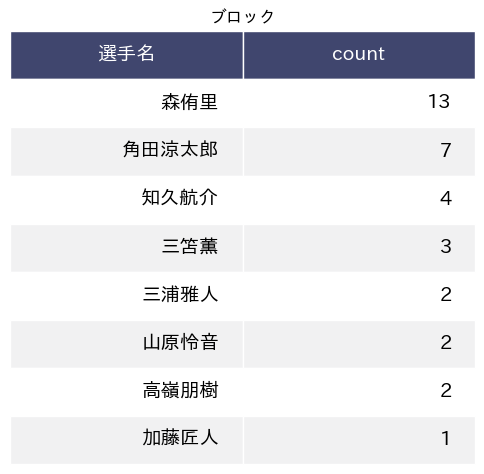 ブロック
選手名 count
森侑里 13
角田涼太郎 7
知久航介 4
三笘薫 3
三浦雅人 2
山原怜音 2
高嶺朋樹 2
加藤匠人 1